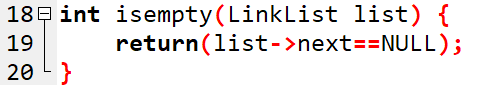 18 int isempty(LinkList list) {
19     return(list->next==NULL);
20 }